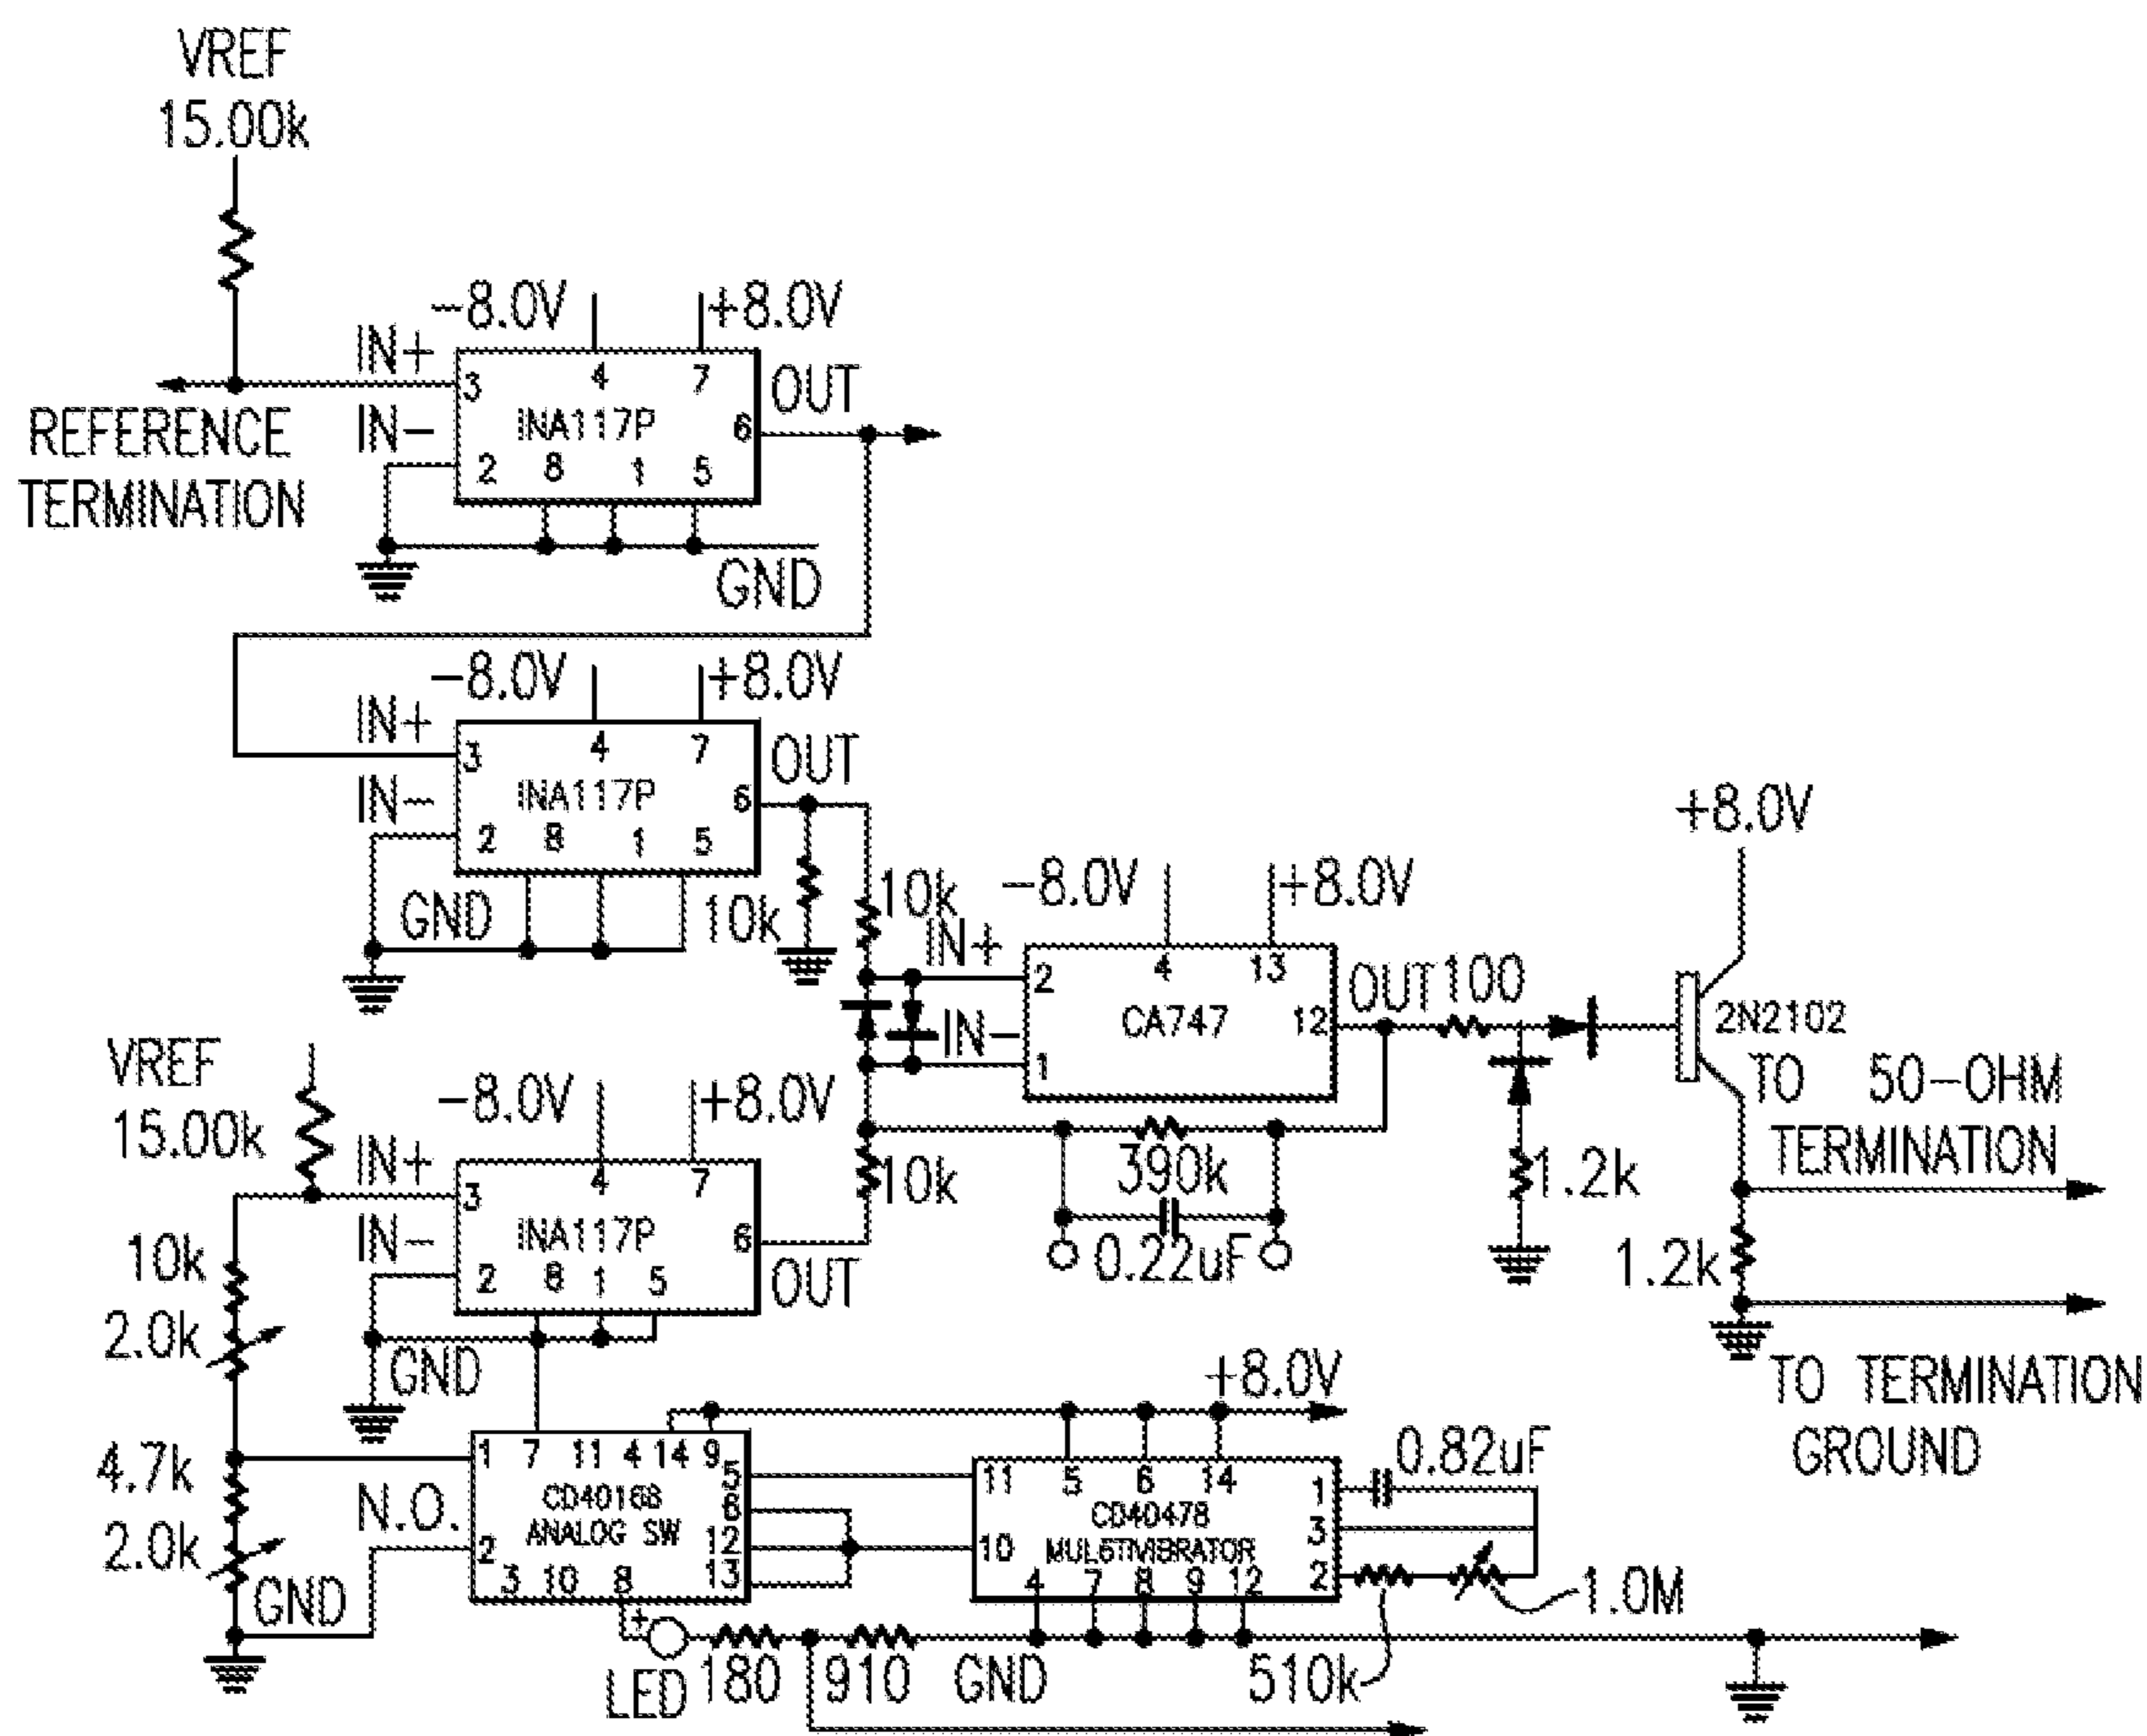 VREF
15.00k
-8.0V
+8.0V
IN+
3
4
7
OUT
REFERENCE
TERMINATION
IN-
INA117P
6
2
8
1
5
GND
-8.0V
+8.0V
IN+
3
4
7
OUT
IN-
INA117P
6
2
8
1
5
GND
10k
10k
+8.0V
-8.0V
+8.0V
IN+
2
4
13
OUT
100
IN-
CA747
12
1
2N2102
TO 50-OHM
TERMINATION
VREF
15.00k
-8.0V
+8.0V
IN+
3
4
7
10k
390k
1.2k
IN-
INA117P
6
2
8
1
5
OUT
0.22uF
1.2k
10k
2.0k
GND
TO TERMINATION
GROUND
+8.0V
4.7k
2.0k
N.O.
GND
1
7
11
4
14
9
5
CD4016B
ANALOG SW
6
12
13
2
3
10
8
11
5
6
14
1
0.82uF
CD40478
MUL6TIVIBRATOR
3
10
2
4
7
8
9
12
1.0M
+
LED
180
910
GND
510k